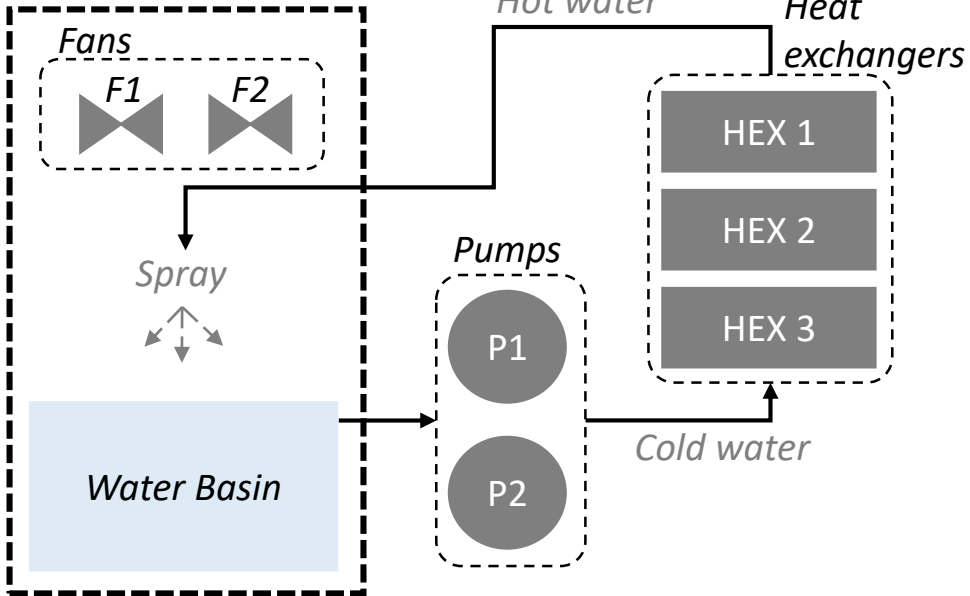 Hot water
Heat
exchangers
Fans
F1
F2
HEX 1
HEX 2
HEX 3
Spray
Pumps
P1
P2
Cold water
Water Basin